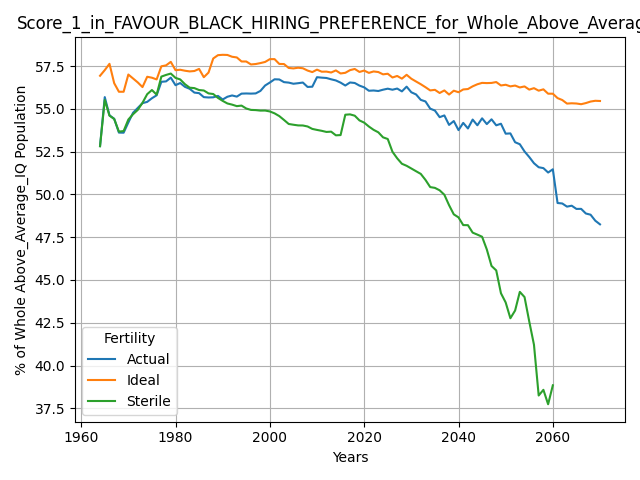 Score_1_in_FAVOUR_BLACK_HIRING_PREFERENCE_for_Whole_Above_Averag
% of Whole Above_Average_IQ Population
57.5
55.0
52.5
50.0
47.5
45.0
42.5
40.0
37.5
Fertility
Actual
Ideal
Sterile
1960
1980
2000
2020
2040
2060
Years